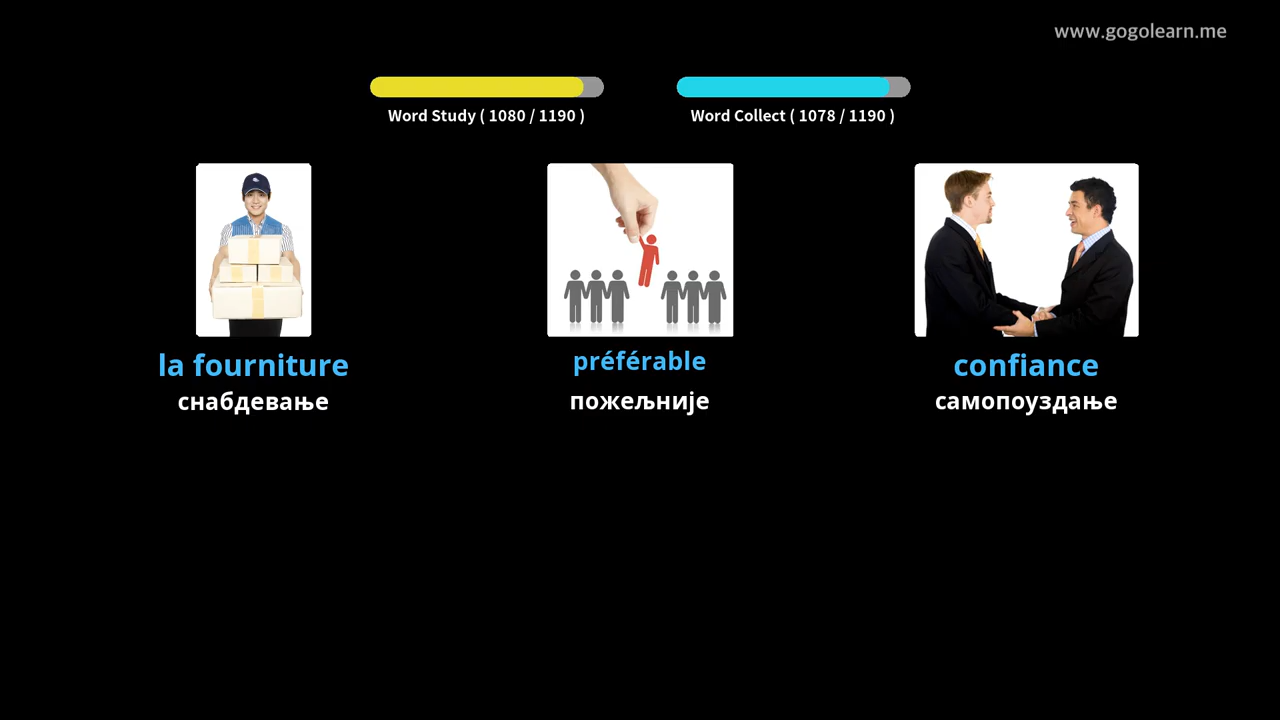 www.gogolearn.me
Word Study ( 1080 / 1190 )
Word Collect ( 1078 / 1190 )
la fourniture
снабдевање
préférable
пожељније
confiance
самопоуздање